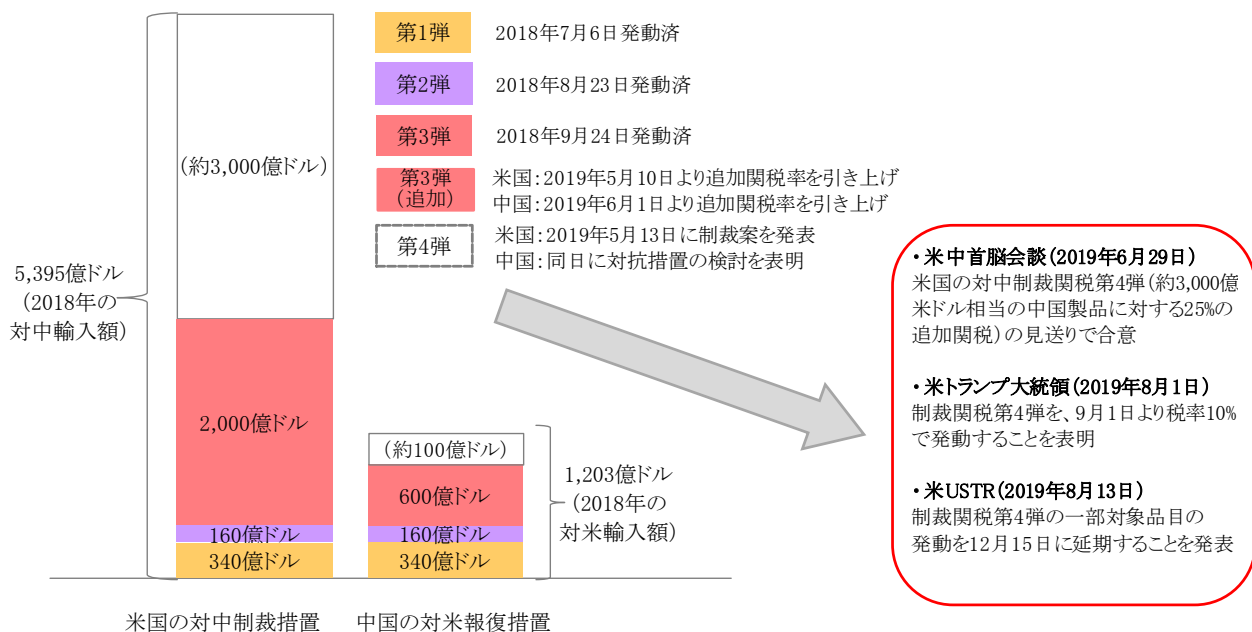 第1弾
2018年7月6日発動済
第2弾
2018年8月23日発動済
第3弾
2018年9月24日発動済
第3弾
(追加)
米国:2019年5月10日より追加関税率を引き上げ
中国:2019年6月1日より追加関税率を引き上げ
第4弾
米国:2019年5月13日に制裁案を発表
中国:同日に対抗措置の検討を表明
5,395億ドル
(2018年の
対中輸入額)
(約3,000億ドル)
2,000億ドル
160億ドル
340億ドル
(約100億ドル)
600億ドル
160億ドル
340億ドル
1,203億ドル
(2018年の
対米輸入額)
米国の対中制裁措置
中国の対米報復措置
・米中首脳会談(2019年6月29日)
米国の対中制裁関税第4弾(約3,000億
米ドル相当の中国製品に対する25%の
追加関税)の見送りで合意
・米トランプ大統領(2019年8月1日)
制裁関税第4弾を、9月1日より税率10%
で発動することを表明
・米USTR(2019年8月13日)
制裁関税第4弾の一部対象品目の
発動を12月15日に延期することを発表